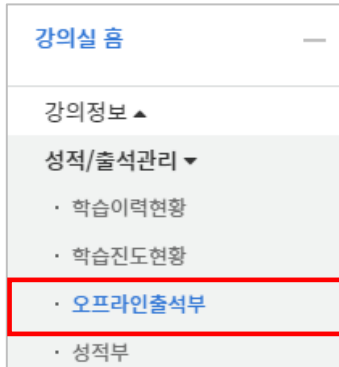 강의실 홈
강의정보 ▲
성적/출석관리 ▼
· 학습이력현황
· 학습진도현황
· 오프라인출석부
· 성적부